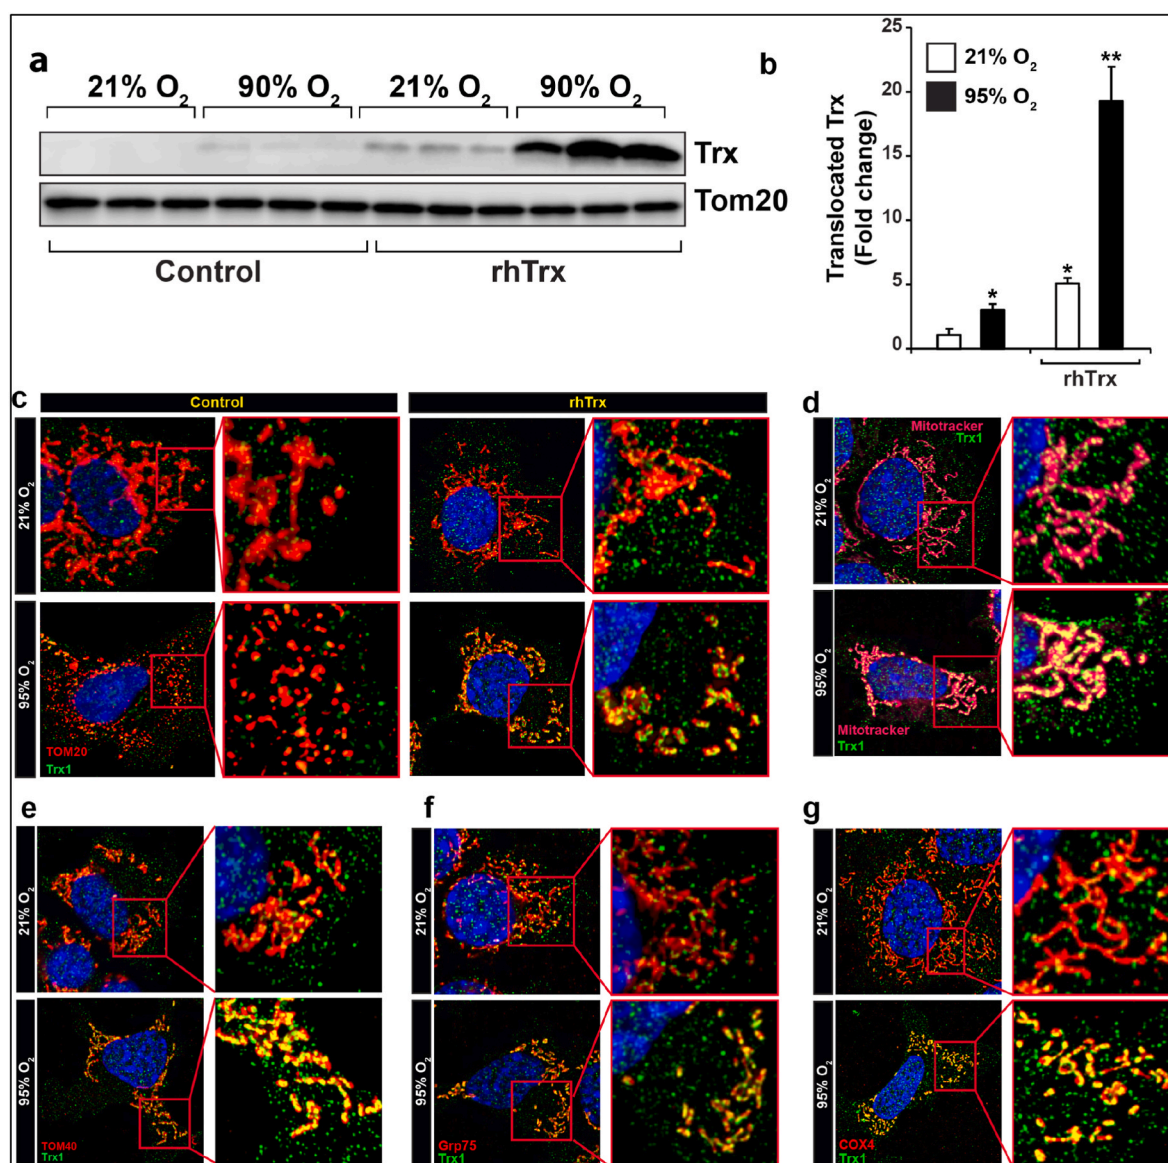 a
21% O2 90% O2 21% O2 90% O2
Trx
Tom20
Control rhTrx
b
21% O2
95% O2
Translocated Trx
(Fold change)
25
20
15
10
5
0
*
*
**
rhTrx
c
Control rhTrx
21% O2
95% O2
TOM20
Trx1
d
21% O2
Mitotracker
Trx1
95% O2
Mitotracker
Trx1
e
21% O2
95% O2
TOM40
Trx1
f
21% O2
95% O2
Grp75
Trx1
g
21% O2
95% O2
COX4
Trx1